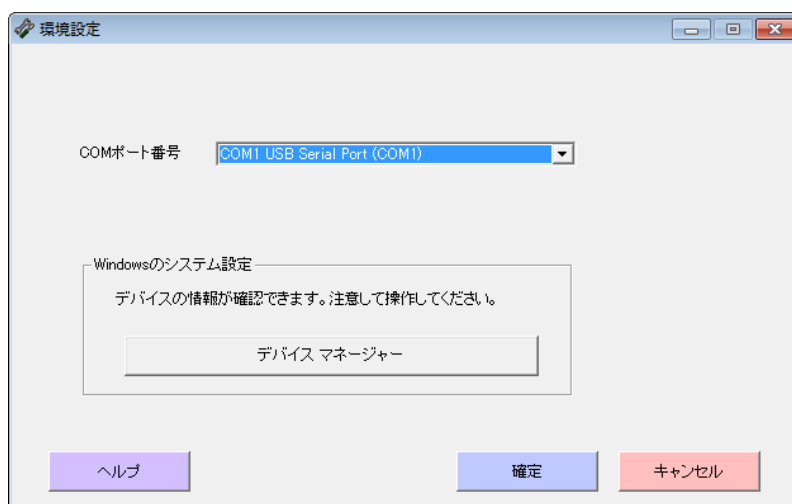 環境設定
COMポート番号
COM1 USB Serial Port (COM1)
Windowsのシステム設定
デバイスの情報が確認できます。注意して操作してください。
デバイス マネージャー
ヘルプ
確定
キャンセル